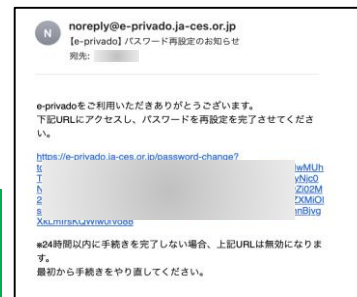 N
noreply@e-privado.ja-ces.or.jp
【e-privado】パスワード再設定のお知らせ
宛先:
e-privadoをご利用いただきありがとうございます。
下記URLにアクセスし、パスワードを再設定を完了させてくださ
い。
https://e-privado.ja-ces.or.jp/password-change?
※24時間以内に手続きを完了しない場合、上記URLは無効になりま
す。
最初から手続きをやり直してください。